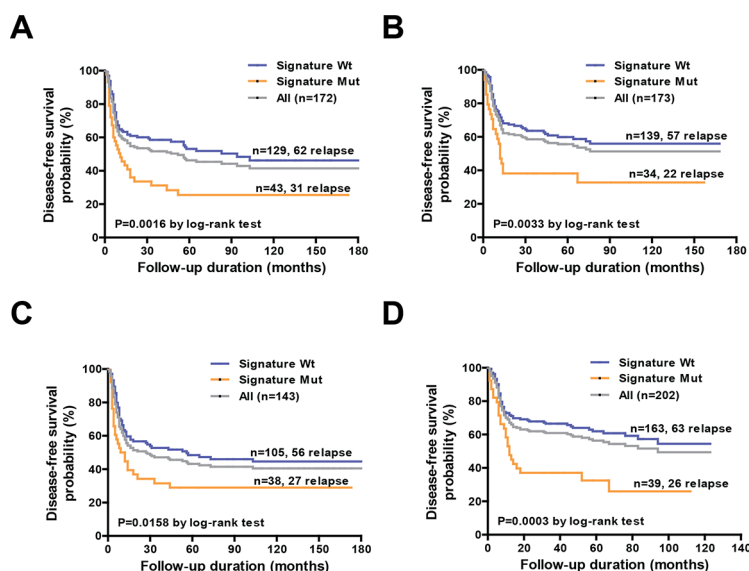 A
Disease-free survival
probability (%)
100
80
60
40
20
0
Signature Wt
Signature Mut
All (n=172)
n=129, 62 relapse
n=43, 31 relapse
P=0.0016 by log-rank test
0 30 60 90 120 150 180
Follow-up duration (months)
B
Disease-free survival
probability (%)
100
80
60
40
20
0
Signature Wt
Signature Mut
All (n=173)
n=139, 57 relapse
n=34, 22 relapse
P=0.0033 by log-rank test
0 30 60 90 120 150 180
Follow-up duration (months)
C
Disease-free survival
probability (%)
100
80
60
40
20
0
Signature Wt
Signature Mut
All (n=143)
n=105, 56 relapse
n=38, 27 relapse
P=0.0158 by log-rank test
0 30 60 90 120 150 180
Follow-up duration (months)
D
Disease-free survival
probability (%)
100
80
60
40
20
0
Signature Wt
Signature Mut
All (n=202)
n=163, 63 relapse
n=39, 26 relapse
P=0.0003 by log-rank test
0 20 40 60 80 100 120 140
Follow-up duration (months)